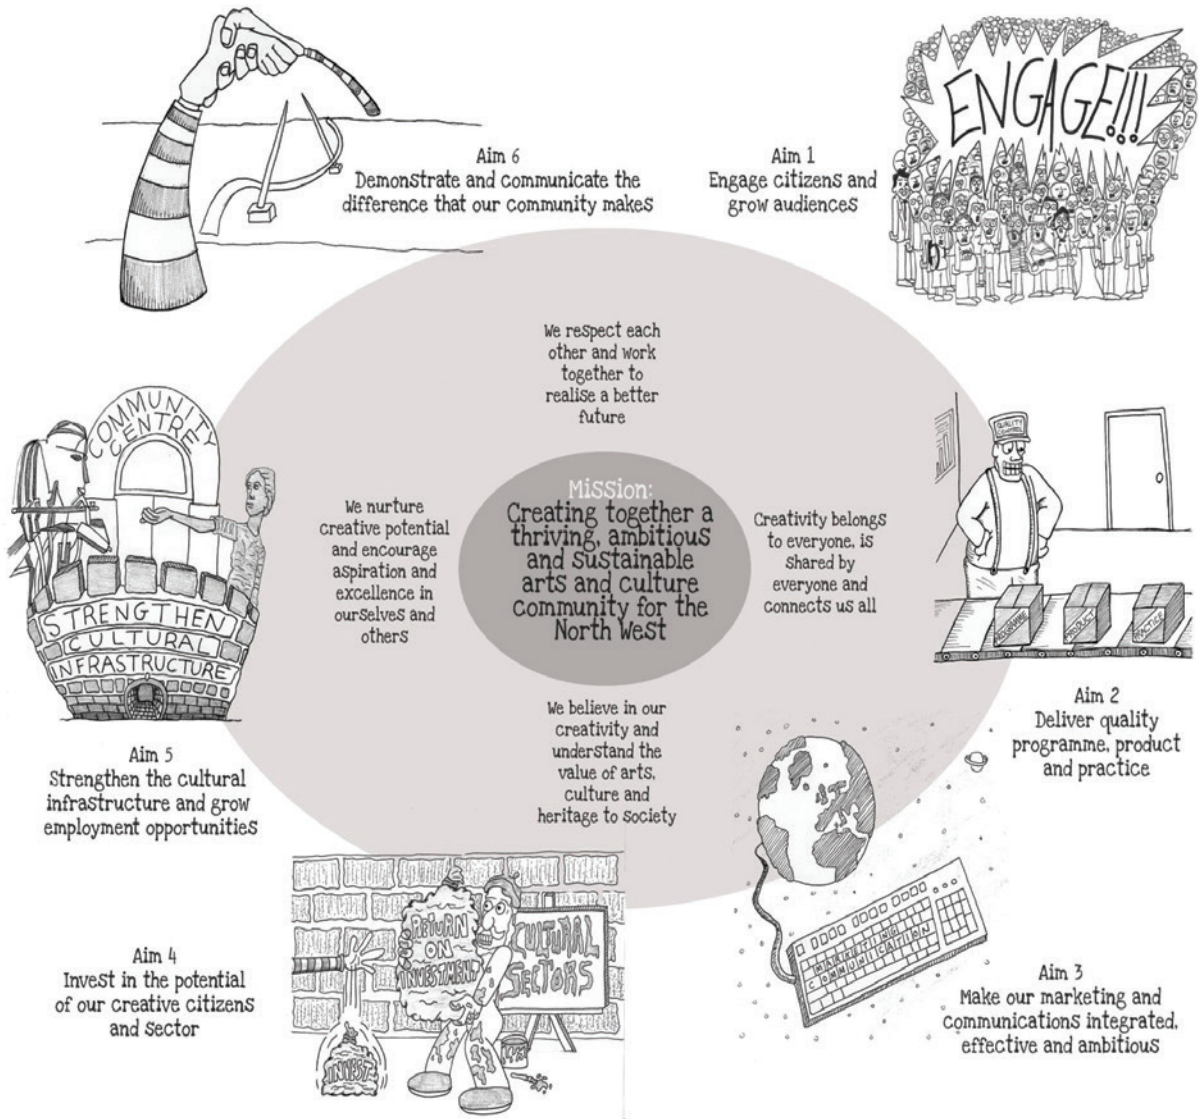 Aim 6
Demonstrate and communicate the
difference that our community makes
Aim 1
Engage citizens and
grow audiences
ENGAGE!!!
We respect each
other and work
together to
realise a better
future
COMMUNITY
CENTRE
STRENGTHEN
CULTURAL
INFRASTRUCTURE
We nurture
creative potential
and encourage
aspiration and
excellence in
ourselves and
others
Mission:
Creating together a
thriving, ambitious
and sustainable
arts and culture
community for the
North West
Creativity belongs
to everyone, is
shared by
everyone and
connects us all
QUALITY
CONTROL
PROGRAMME
PRODUCT
PRACTICE
Aim 2
Deliver quality
programme, product
and practice
We believe in our
creativity and
understand the
value of arts,
culture and
heritage to society
Aim 5
Strengthen the cultural
infrastructure and grow
employment opportunities
MARKETING
COMMUNICATION
Aim 3
Make our marketing and
communications integrated,
effective and ambitious
RETURN
ON
INVESTMENT
CULTURAL
SECTORS
INVEST
Aim 4
Invest in the potential
of our creative citizens
and sector